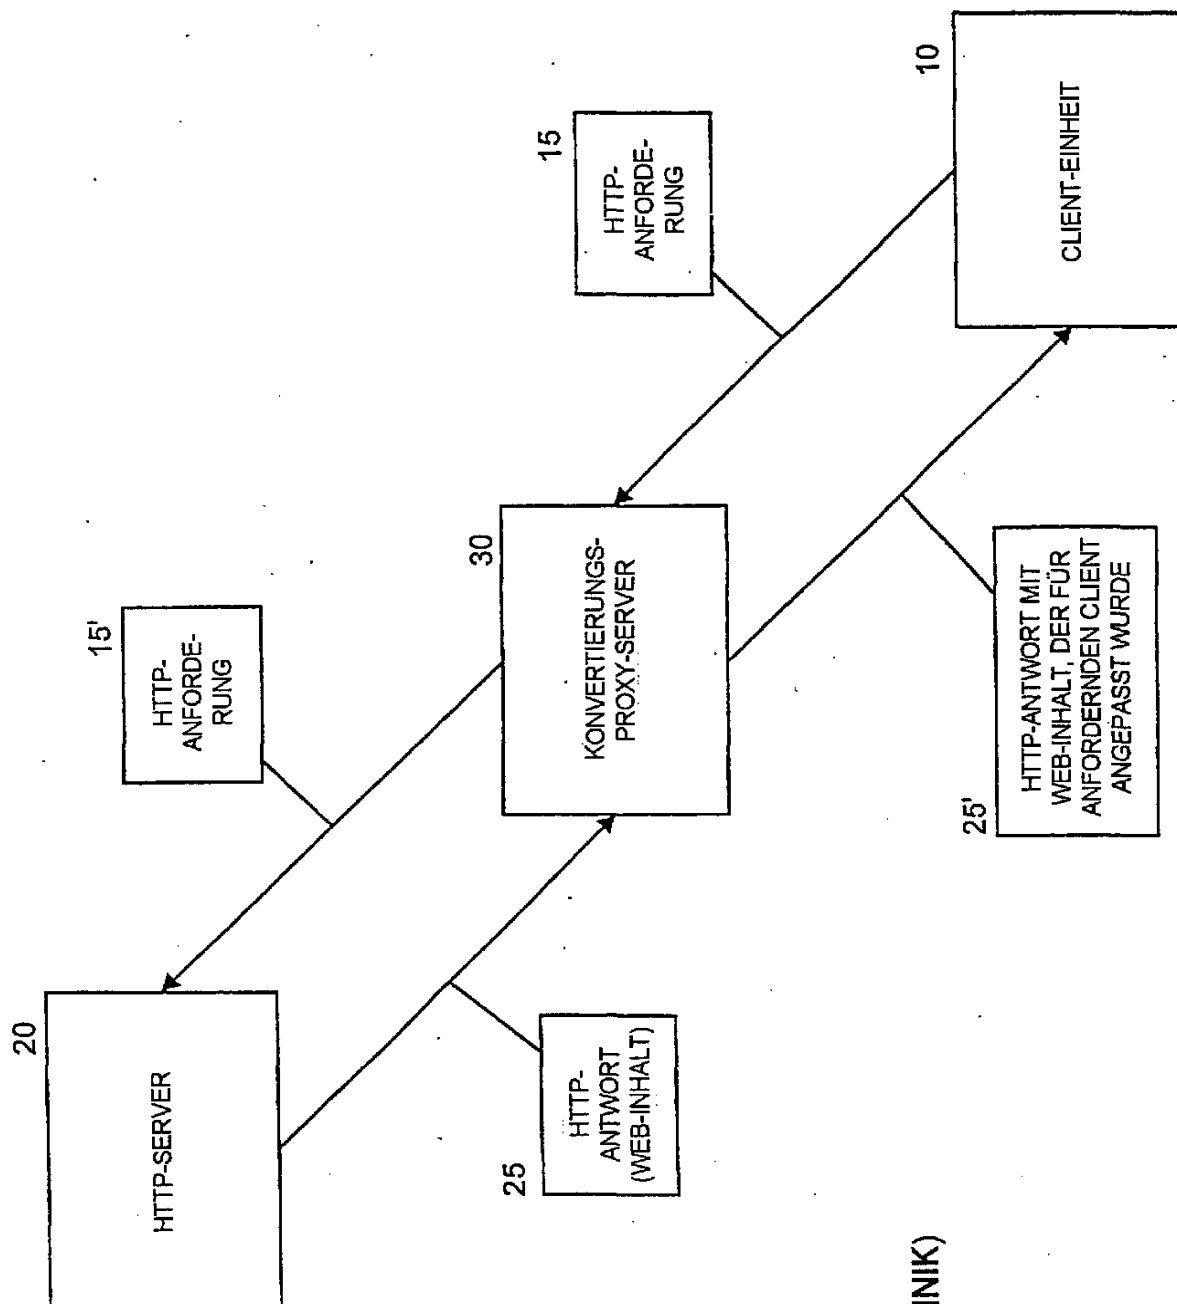 20
HTTP-SERVER
15'
HTTP-
ANFORDE-
RUNG
25
HTTP-
ANTWORT
(WEB-INHALT)
30
KONVERTIERUNGS-
PROXY-SERVER
15
HTTP-
ANFORDE-
RUNG
25'
HTTP-ANTWORT MIT
WEB-INHALT, DER FÜR
ANFORDERNDEN CLIENT
ANGEPASST WURDE
10
CLIENT-EINHEIT